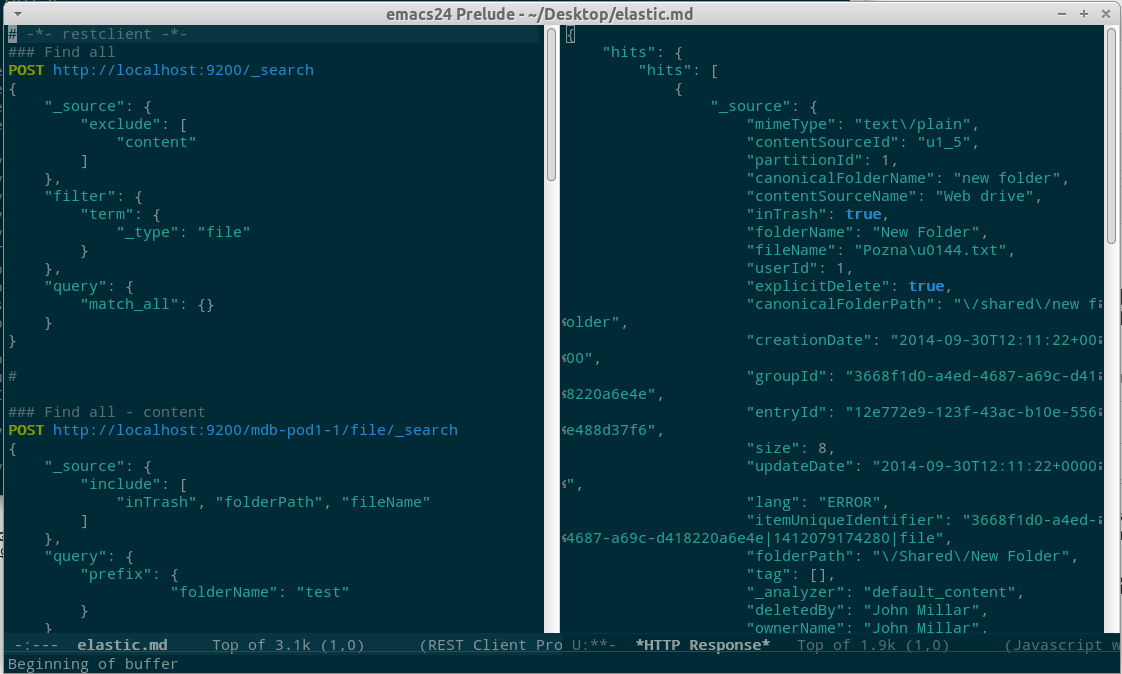 emacs24 Prelude - ~/Desktop/elastic.md
# -*- restclient -*-
### Find all
POST http://localhost:9200/_search
{
    "_source": {
        "exclude": [
            "content"
        ]
    },
    "filter": {
        "term": {
            "_type": "file"
        }
    },
    "query": {
        "match_all": {}
    }
}
#
### Find all - content
POST http://localhost:9200/mdb-pod1-1/file/_search
{
    "_source": {
        "include": [
            "inTrash", "folderPath", "fileName"
        ]
    },
    "query": {
        "prefix": {
                  "folderName": "test"
        }
    }
-:---  elastic.md     Top of 3.1k (1,0)      (REST Client Pro
{
    "hits": {
        "hits": [
            {
                "_source": {
                    "mimeType": "text\/plain",
                    "contentSourceId": "u1_5",
                    "partitionId": 1,
                    "canonicalFolderName": "new folder",
                    "contentSourceName": "Web drive",
                    "inTrash": true,
                    "folderName": "New Folder",
                    "fileName": "Pozna\u0144.txt",
                    "userId": 1,
                    "explicitDelete": true,
                    "canonicalFolderPath": "\/shared\/new f
older",
                    "creationDate": "2014-09-30T12:11:22+00
00",
                    "groupId": "3668f1d0-a4ed-4687-a69c-d41
8220a6e4e",
                    "entryId": "12e772e9-123f-43ac-b10e-556
e488d37f6",
                    "size": 8,
                    "updateDate": "2014-09-30T12:11:22+0000
",
                    "lang": "ERROR",
                    "itemUniqueIdentifier": "3668f1d0-a4ed-
4687-a69c-d418220a6e4e|1412079174280|file",
                    "folderPath": "\/Shared\/New Folder",
                    "tag": [],
                    "_analyzer": "default_content",
                    "deletedBy": "John Millar",
                    "ownerName": "John Millar",
U:**-  *HTTP Response*   Top of 1.9k (1,0)      (Javascript w
Beginning of buffer